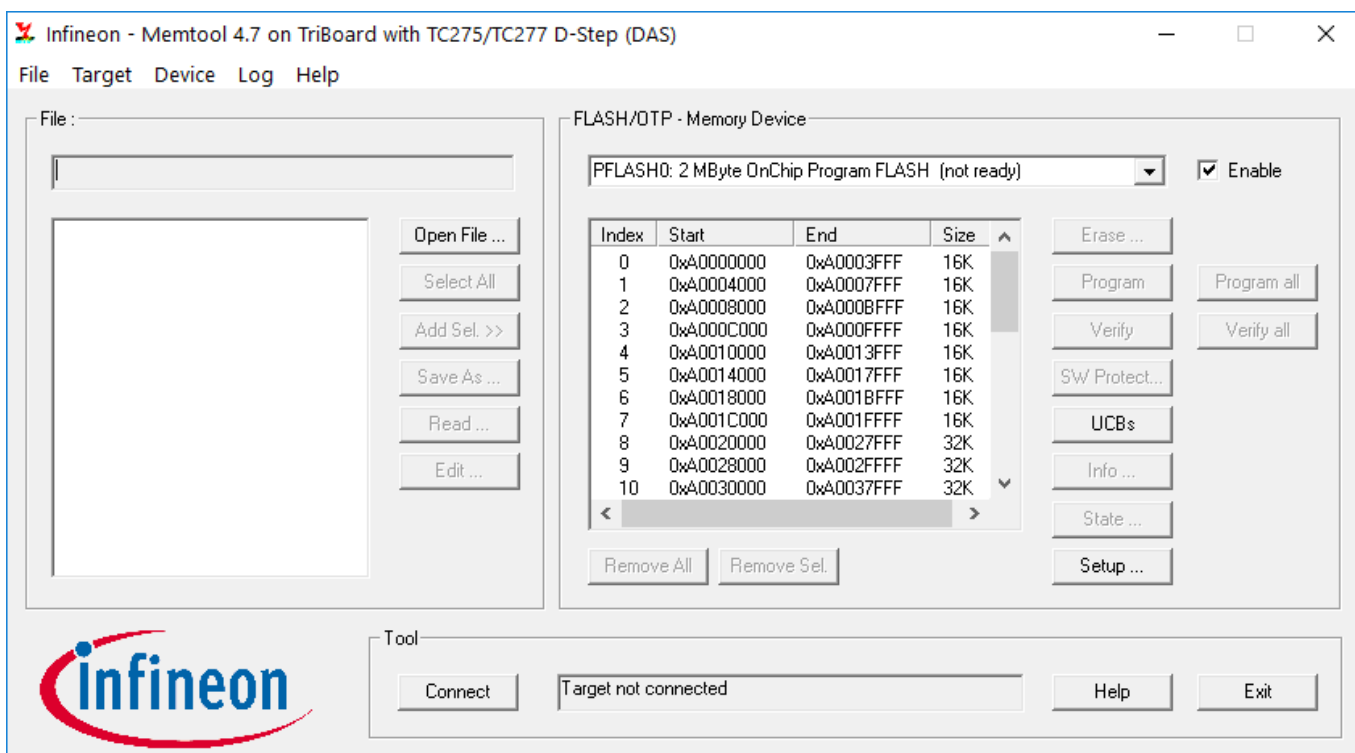 Infineon - Memtool 4.7 on TriBoard with TC275/TC277 D-Step (DAS)
File Target Device Log Help
File :
Open File ...
Select All
Add Sel. >>
Save As ...
Read ...
Edit ...
FLASH/OTP - Memory Device
PFLASH0: 2 MByte OnChip Program FLASH (not ready)
Enable
Index Start End Size
0 0xA0000000 0xA0003FFF 16K
1 0xA0004000 0xA0007FFF 16K
2 0xA0008000 0xA000BFFF 16K
3 0xA000C000 0xA000FFFF 16K
4 0xA0010000 0xA0013FFF 16K
5 0xA0014000 0xA0017FFF 16K
6 0xA0018000 0xA001BFFF 16K
7 0xA001C000 0xA001FFFF 16K
8 0xA0020000 0xA0027FFF 32K
9 0xA0028000 0xA002FFFF 32K
10 0xA0030000 0xA0037FFF 32K
Erase ...
Program Program all
Verify Verify all
SW Protect...
UCBs
Info ...
State ...
Setup ...
Remove All Remove Sel.
infineon
Tool
Connect Target not connected Help Exit